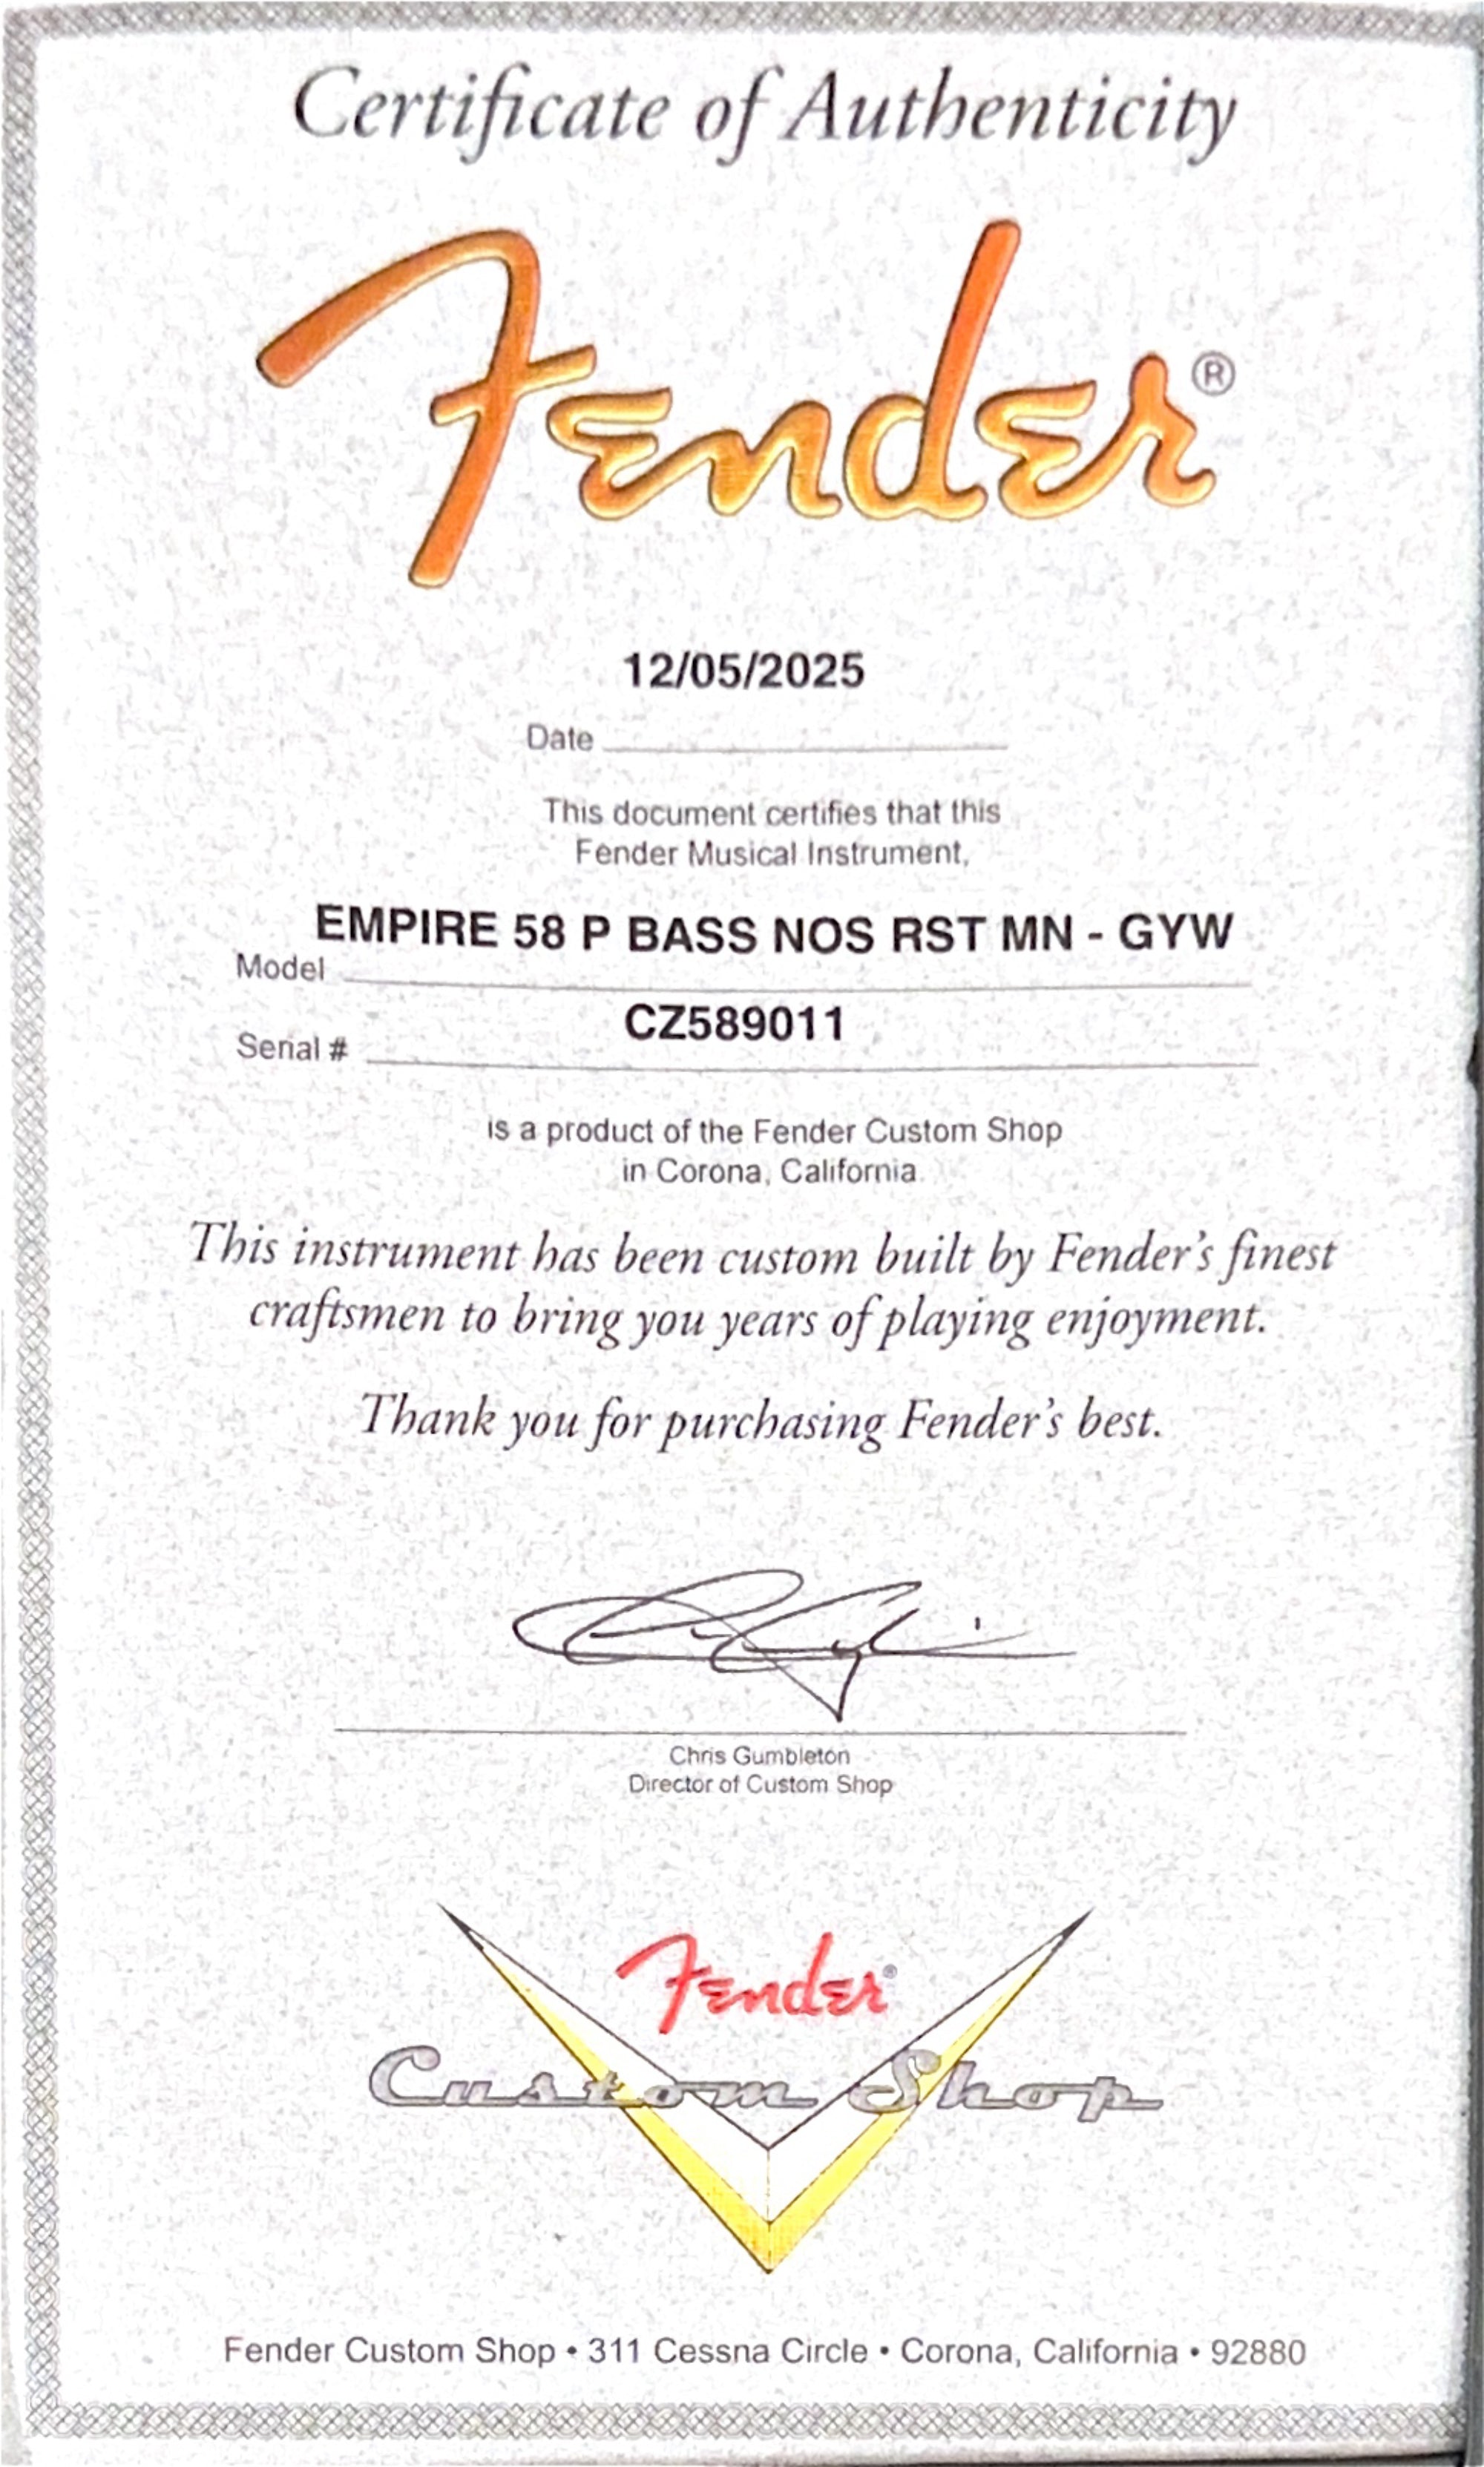 Certificate of Authenticity
Fender®
12/05/2025
Date
This document certifies that this
Fender Musical Instrument,
EMPIRE 58 P BASS NOS RST MN - GYW
Model
CZ589011
Serial #
is a product of the Fender Custom Shop
in Corona, California.
This instrument has been custom built by Fender's finest
craftsmen to bring you years of playing enjoyment.
Thank you for purchasing Fender's best.
Chris Gumbleton
Director of Custom Shop
Fender®
Custom Shop
Fender Custom Shop • 311 Cessna Circle • Corona, California • 92880